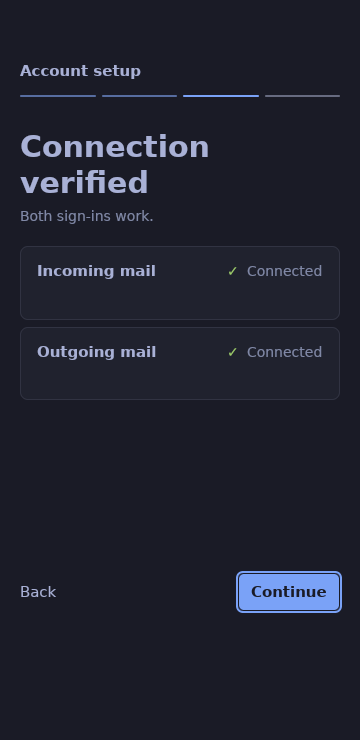 Account setup
Connection
verified
Both sign-ins work.
Incoming mail ✓ Connected
Outgoing mail ✓ Connected
Back Continue